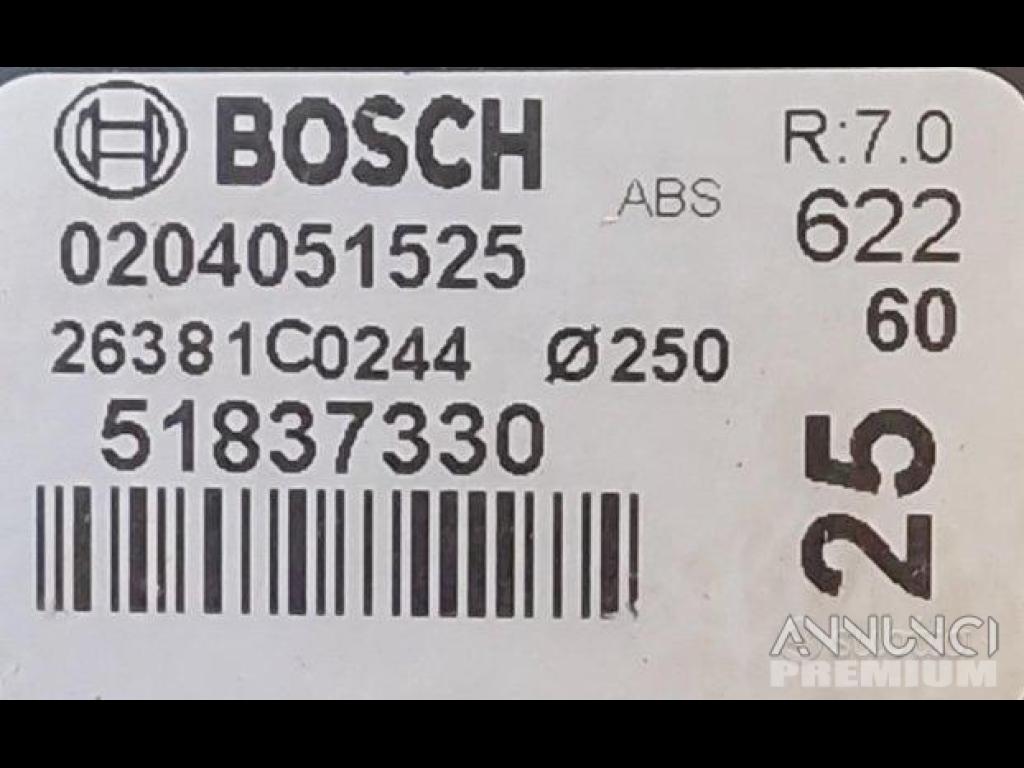 BOSCH
ABS
R:7.0
0204051525
622
60
26381C0244 Ø250
51837330
25
ANNUNCI
PREMIUM